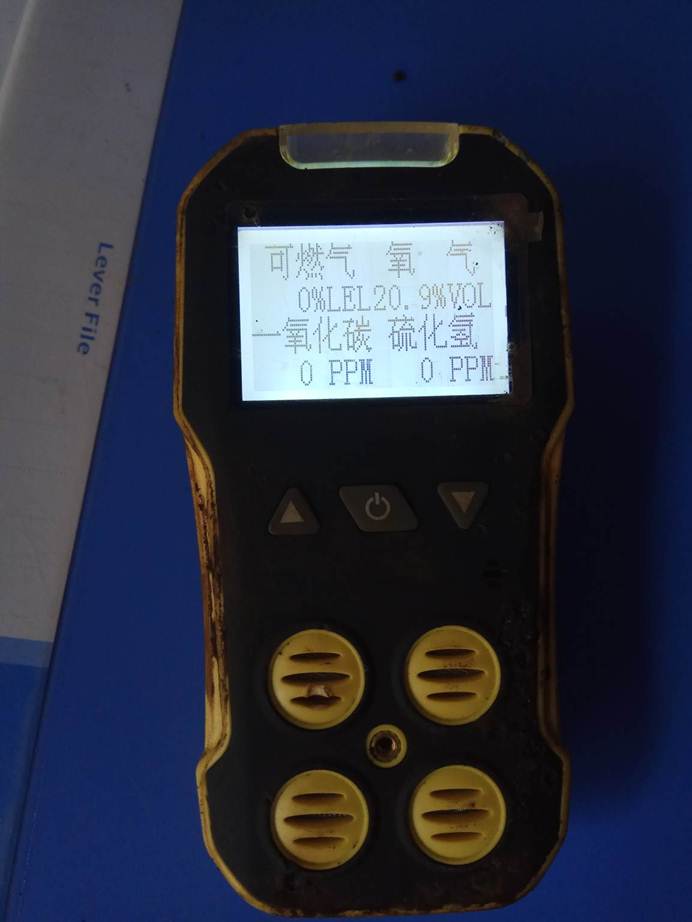 可燃气 氧 气
0%LEL20.9%VOL
一氧化碳 硫化氢
0 PPM 0 PPM
Lever File